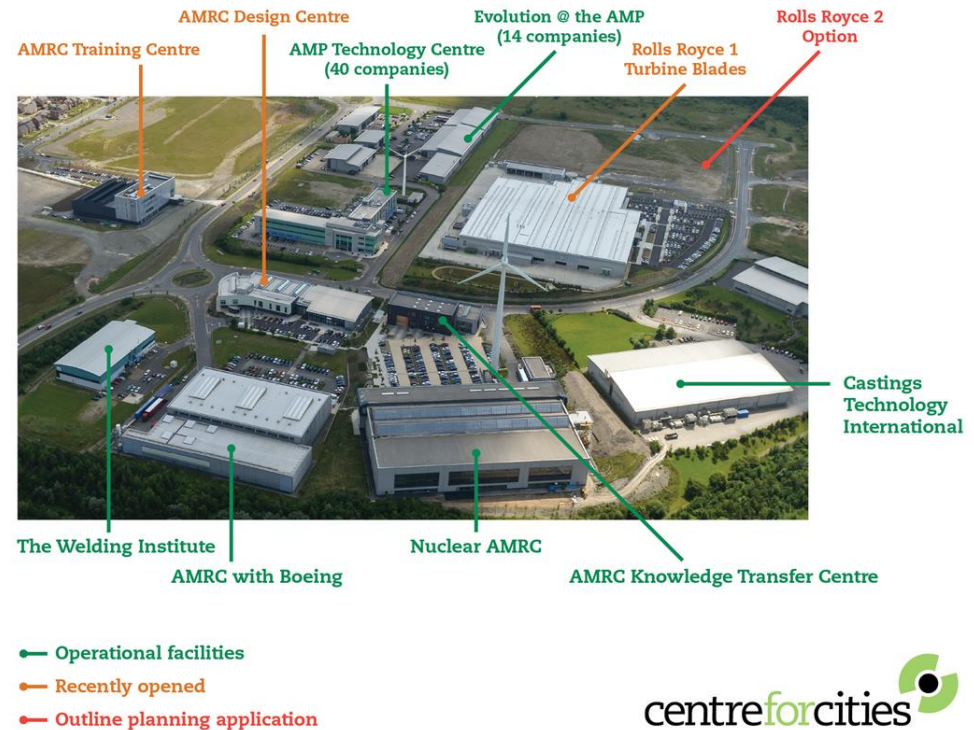 AMRC Design Centre
Evolution @ the AMP
(14 companies)
Rolls Royce 2
Option
AMRC Training Centre
AMP Technology Centre
(40 companies)
Rolls Royce 1
Turbine Blades
Castings
Technology
International
The Welding Institute
Nuclear AMRC
AMRC with Boeing
AMRC Knowledge Transfer Centre
Operational facilities
Recently opened
Outline planning application
centreforcities